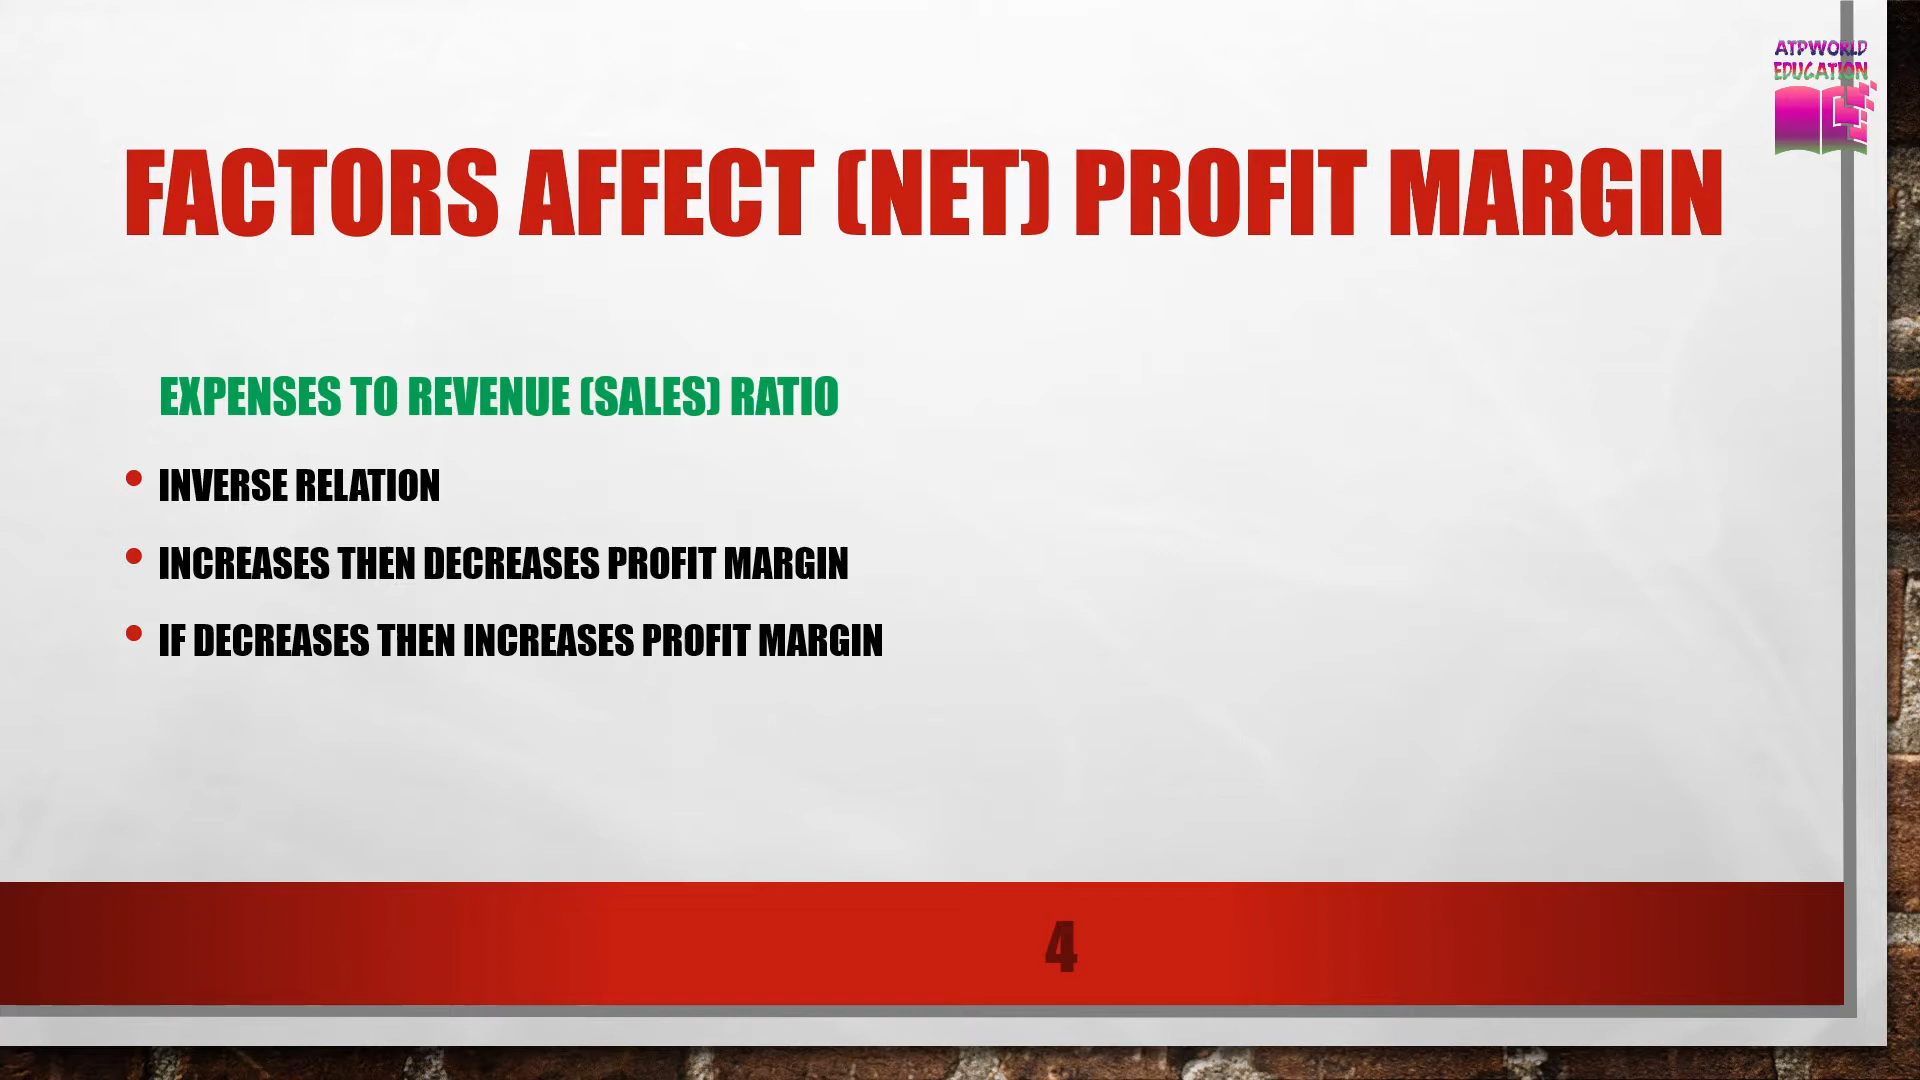 ATPWORLD
EDUCATION
FACTORS AFFECT (NET) PROFIT MARGIN
EXPENSES TO REVENUE (SALES) RATIO
• INVERSE RELATION
• INCREASES THEN DECREASES PROFIT MARGIN
• IF DECREASES THEN INCREASES PROFIT MARGIN
4